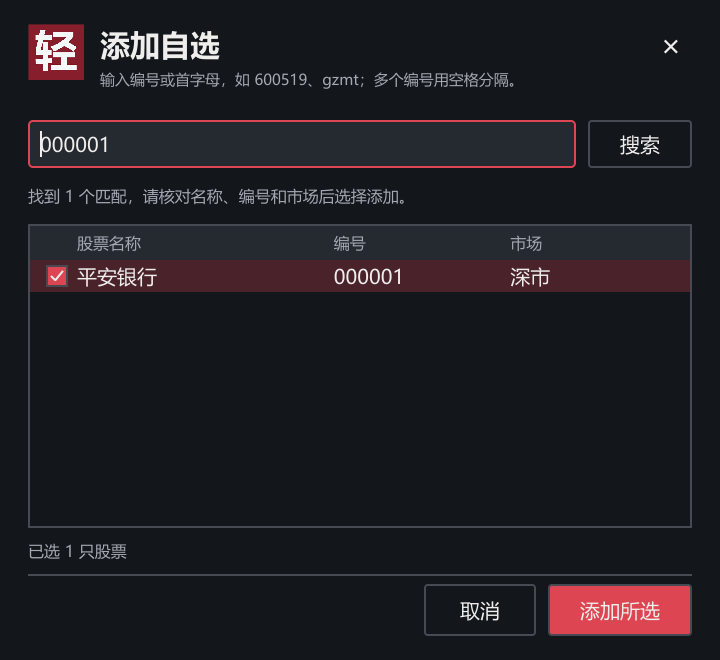 轻
添加自选
×
输入编号或首字母，如 600519、gzmt；多个编号用空格分隔。
000001
搜索
找到 1 个匹配，请核对名称、编号和市场后选择添加。
股票名称 编号 市场
平安银行 000001 深市
已选 1 只股票
取消
添加所选